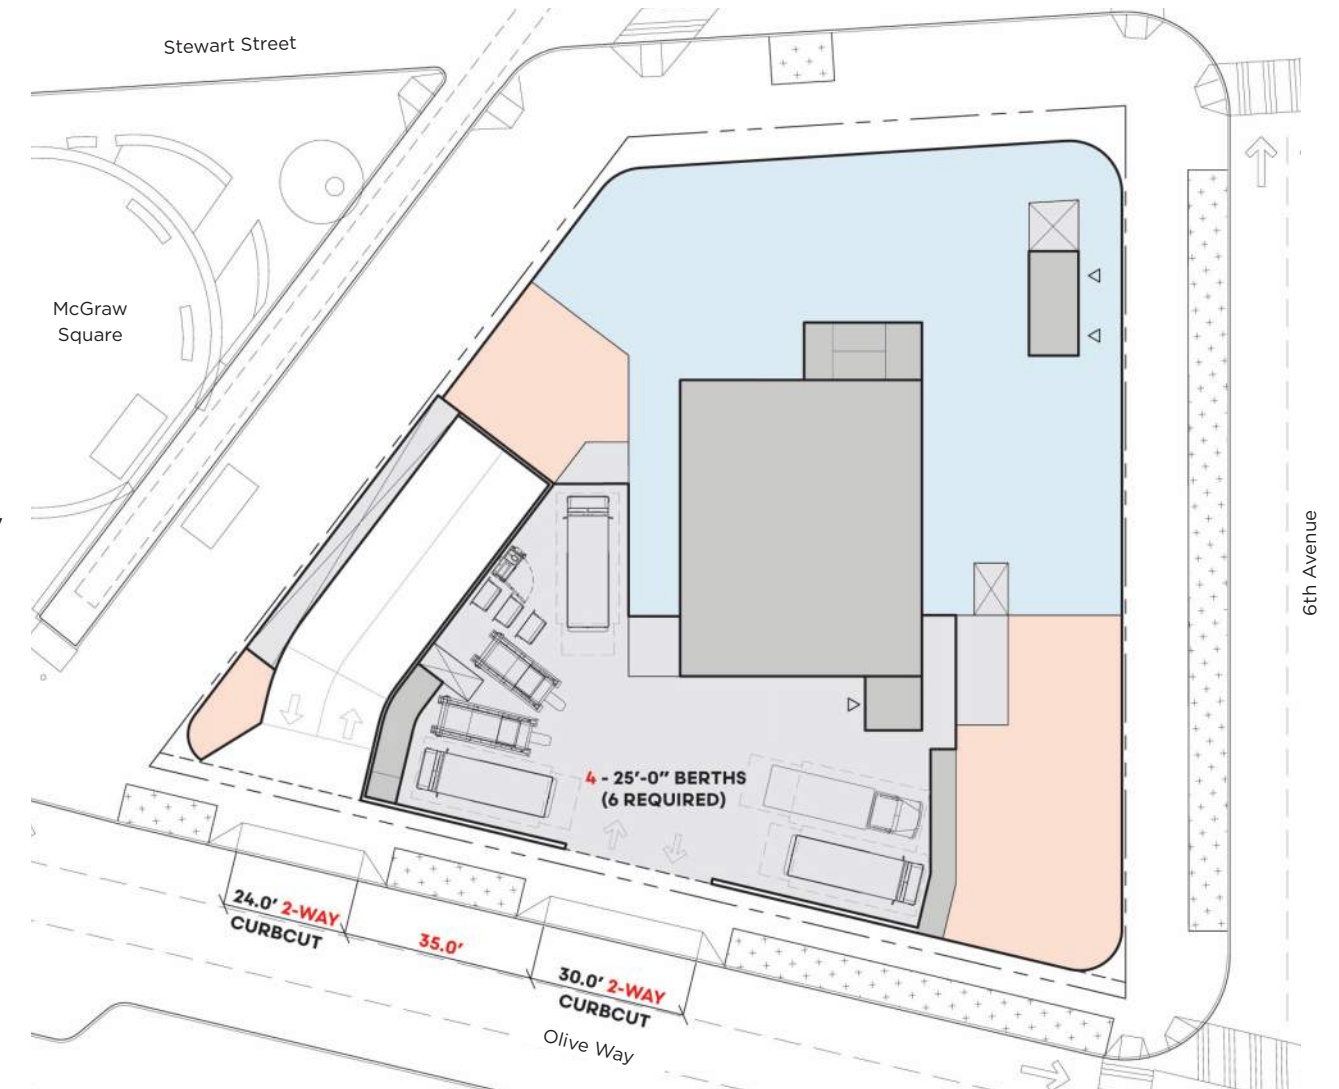 Stewart Street
McGraw
Square
6th Avenue
4 - 25'-0" BERTHS
(6 REQUIRED)
24.0' 2-WAY
CURBCUT
35.0'
30.0' 2-WAY
CURBCUT
Olive Way